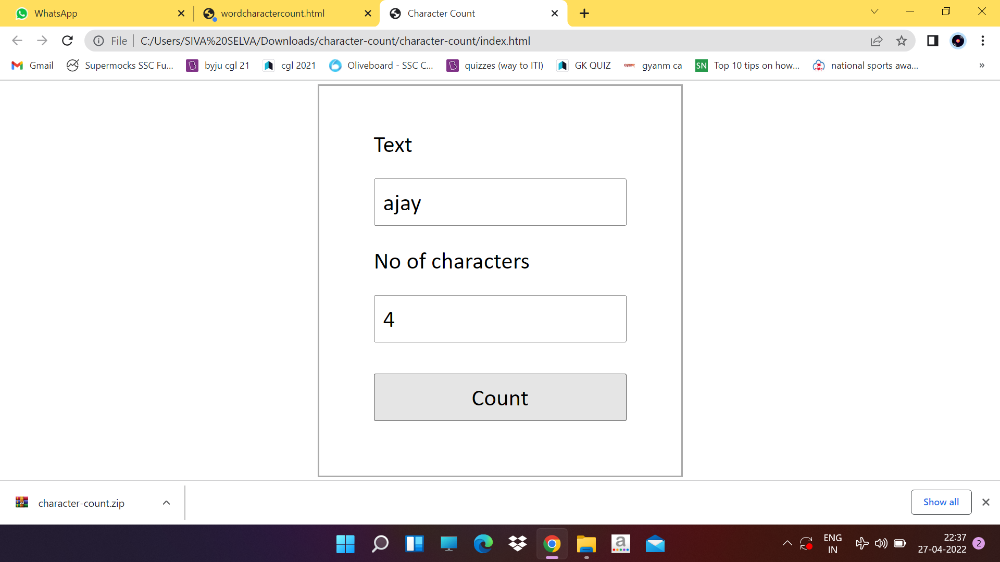 WhatsApp
wordcharactercount.html
Character Count
File
C:/Users/SIVA%20SELVA/Downloads/character-count/character-count/index.html
Gmail
Supermocks SSC Fu...
byju cgl 21
cgl 2021
Oliveboard - SSC C...
quizzes (way to ITI)
GK QUIZ
gyanm ca
SN
Top 10 tips on how...
national sports awa...
»
Text
ajay
No of characters
4
Count
character-count.zip
Show all
ENG
IN
22:37
27-04-2022
2